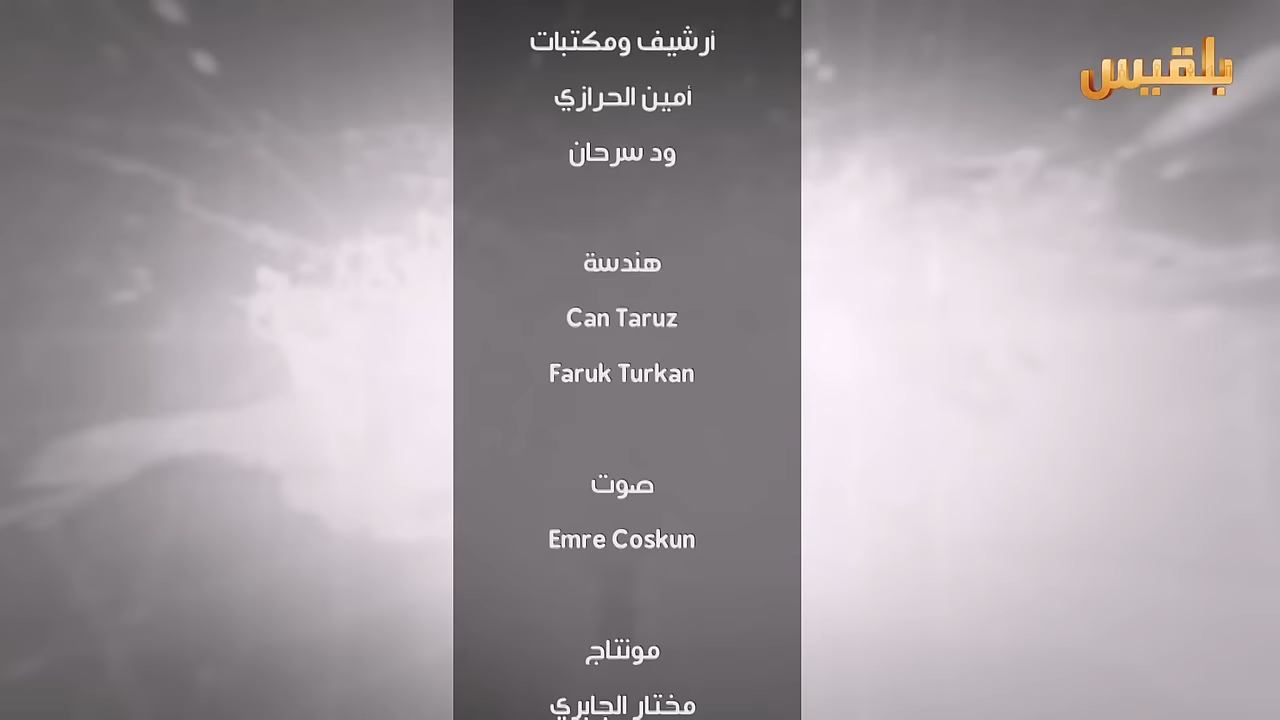 أرشيف ومكتبات
بلقيس
أمين الحرازي
ود سرحان
هندسة
Can Taruz
Faruk Turkan
صوت
Emre Coskun
مونتاج
مختار الجابري